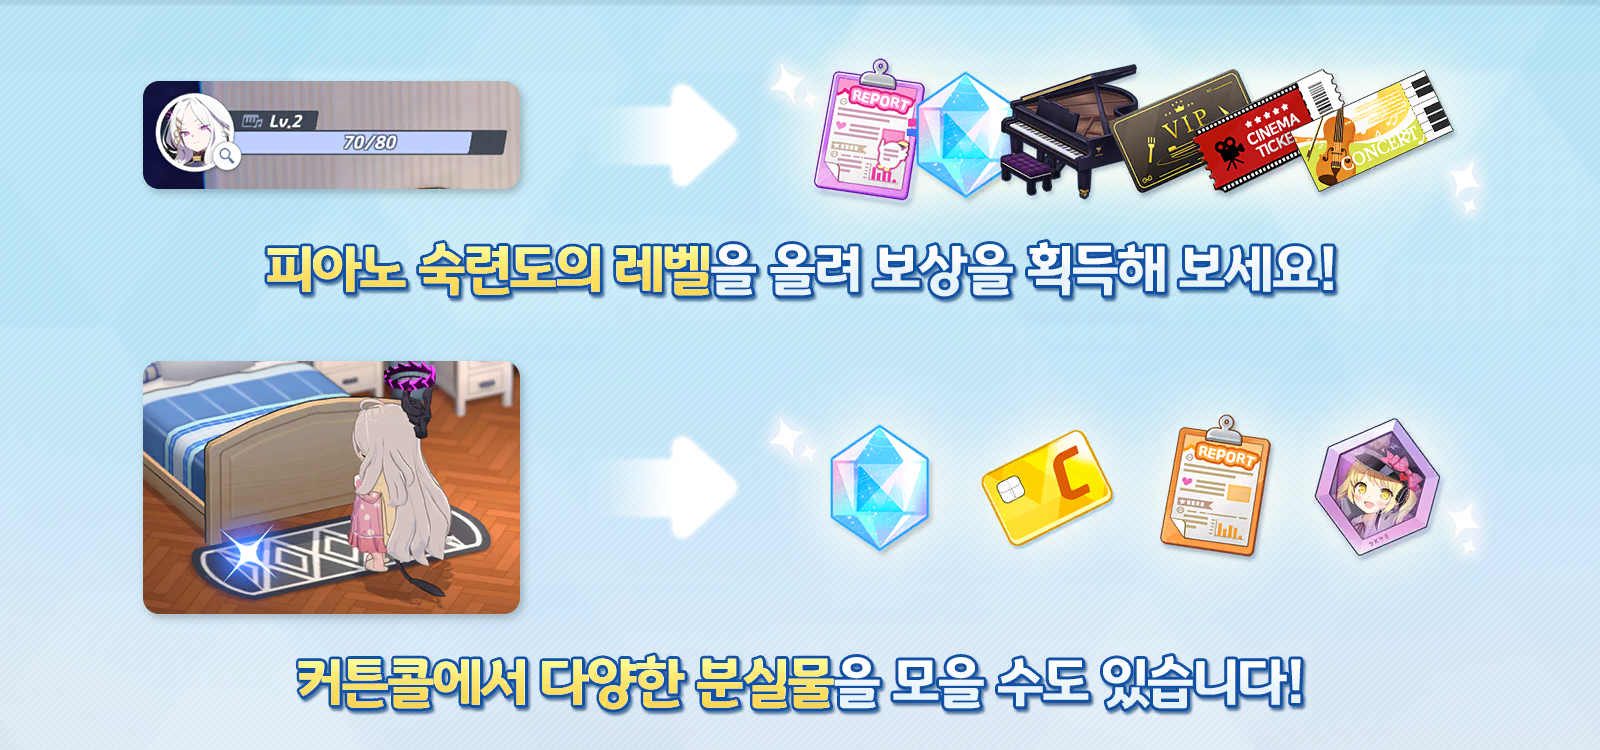 Lv.2
70/80
REPORT
VIP
CINEMA
TICKE
CONCERT
피아노 숙련도의 레벨을 올려 보상을 획득해 보세요!
C
REPORT
커튼콜에서 다양한 분실물을 모을 수도 있습니다!